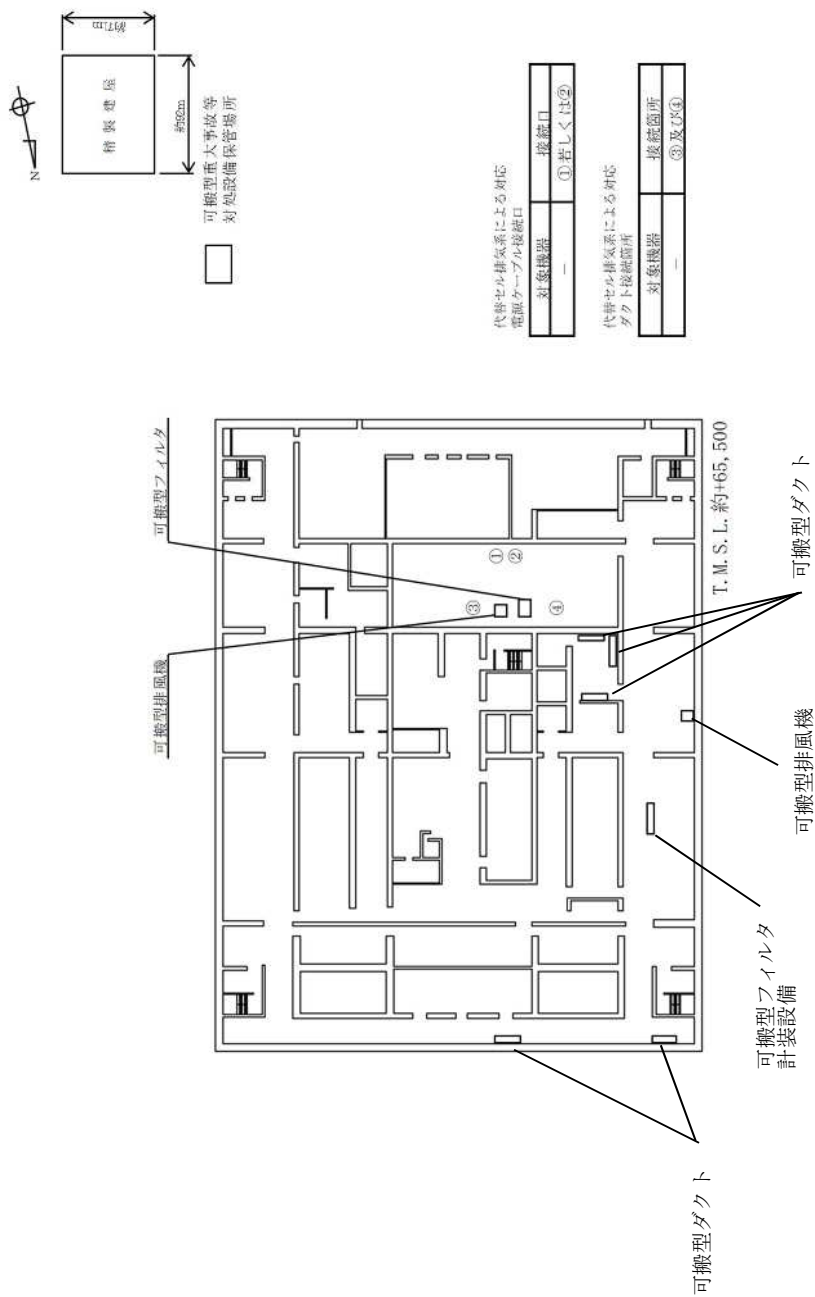 N
精製建屋
約71m
約92m
可搬型重大事故等
対処設備保管場所
代替セル排気系による対応
電源ケーブル接続口
対象機器 接続口
― ①若しくは②
代替セル排気系による対応
ダクト接続箇所
対象機器 接続箇所
― ③及び④
可搬型フィルタ
可搬型排風機
①
②
③
④
T.M.S.L.約+65,500
可搬型ダクト
可搬型排風機
可搬型フィルタ
計装設備
可搬型ダクト